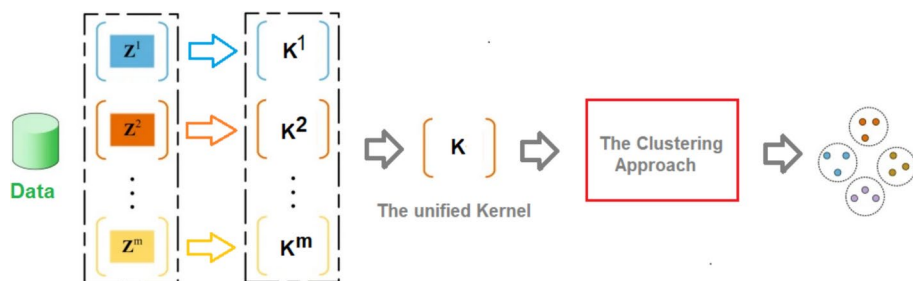 Z¹ K¹
Z² K²
Data
K
The Clustering
Approach
The unified Kernel
Zᵐ Kᵐ